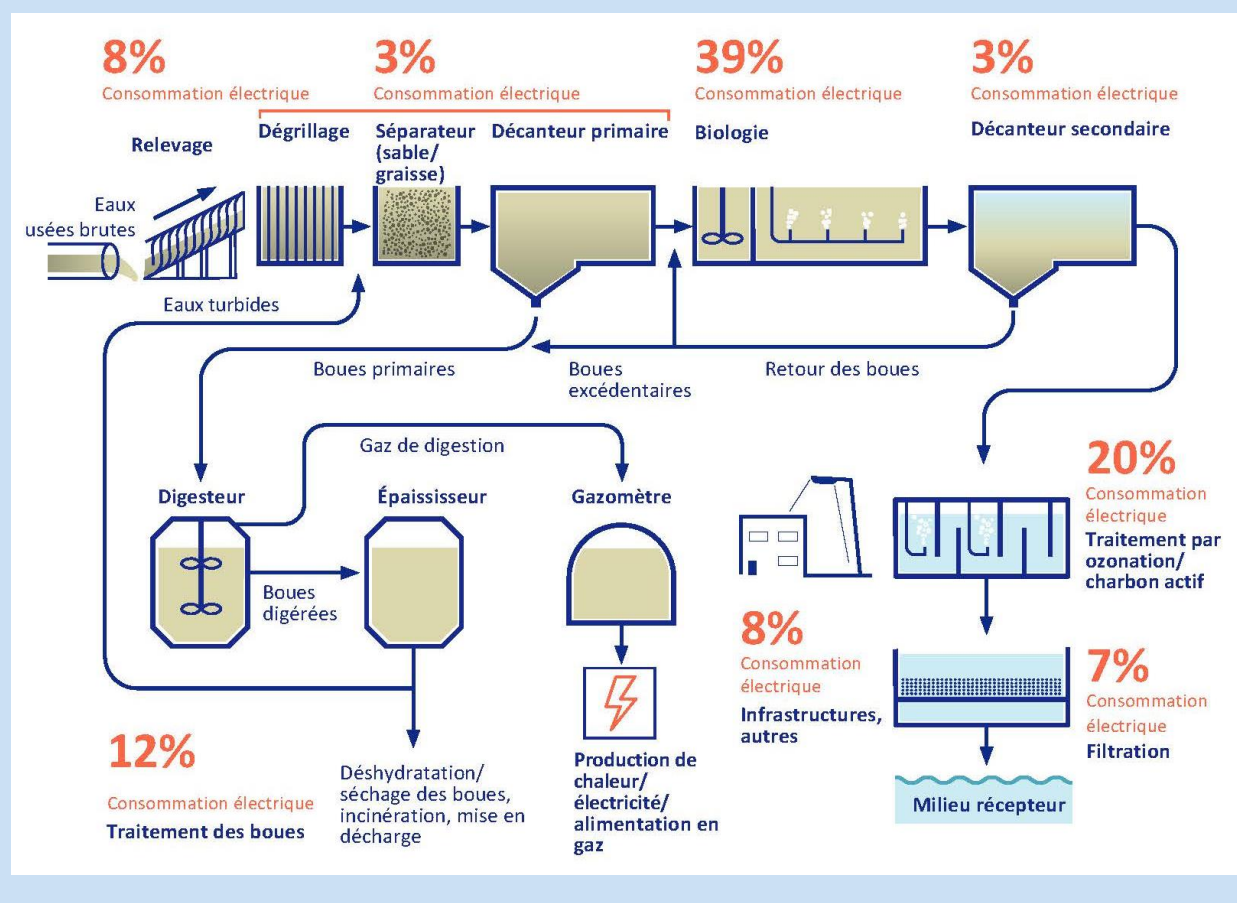 8%
Consommation électrique
3%
Consommation électrique
39%
Consommation électrique
3%
Consommation électrique
Relevage
Dégrillage
Séparateur
(sable/
graisse)
Décanteur primaire
Biologie
Décanteur secondaire
Eaux
usées brutes
Eaux turbides
Boues primaires
Boues
excédentaires
Retour des boues
Gaz de digestion
Digesteur
Épaississeur
Gazomètre
Boues
digérées
20%
Consommation
électrique
Traitement par
ozonation/
charbon actif
8%
Consommation
électrique
Infrastructures,
autres
7%
Consommation
électrique
Filtration
12%
Consommation électrique
Traitement des boues
Déshydratation/
séchage des boues,
incinération, mise en
décharge
Production de
chaleur/
électricité/
alimentation en
gaz
Milieu récepteur